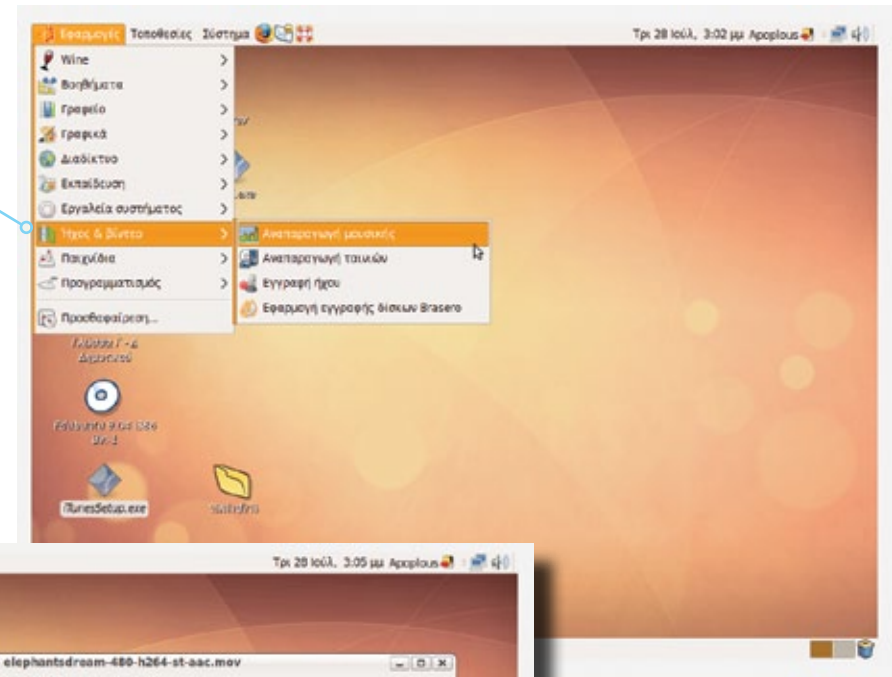 Εφαρμογές Τοποθεσίες Σύστημα
Τρι 28 Ιούλ, 3:02 μμ Apoplous
Wine
Βοηθήματα
Γραφείο
Γραφικά
Διαδίκτυο
Εκπαίδευση
Εργαλεία συστήματος
Ήχος & βίντεο
Αναπαραγωγή μουσικής
Παιχνίδια
Αναπαραγωγή ταινιών
Προγραμματισμός
Εγγραφή ήχου
Εφαρμογή εγγραφής δίσκων Brasero
Προσθαφαίρεση...
iTunesSetup.exe
Τρι 28 Ιούλ, 3:05 μμ Apoplous
elephantsdream-480-h264-st-aac.mov